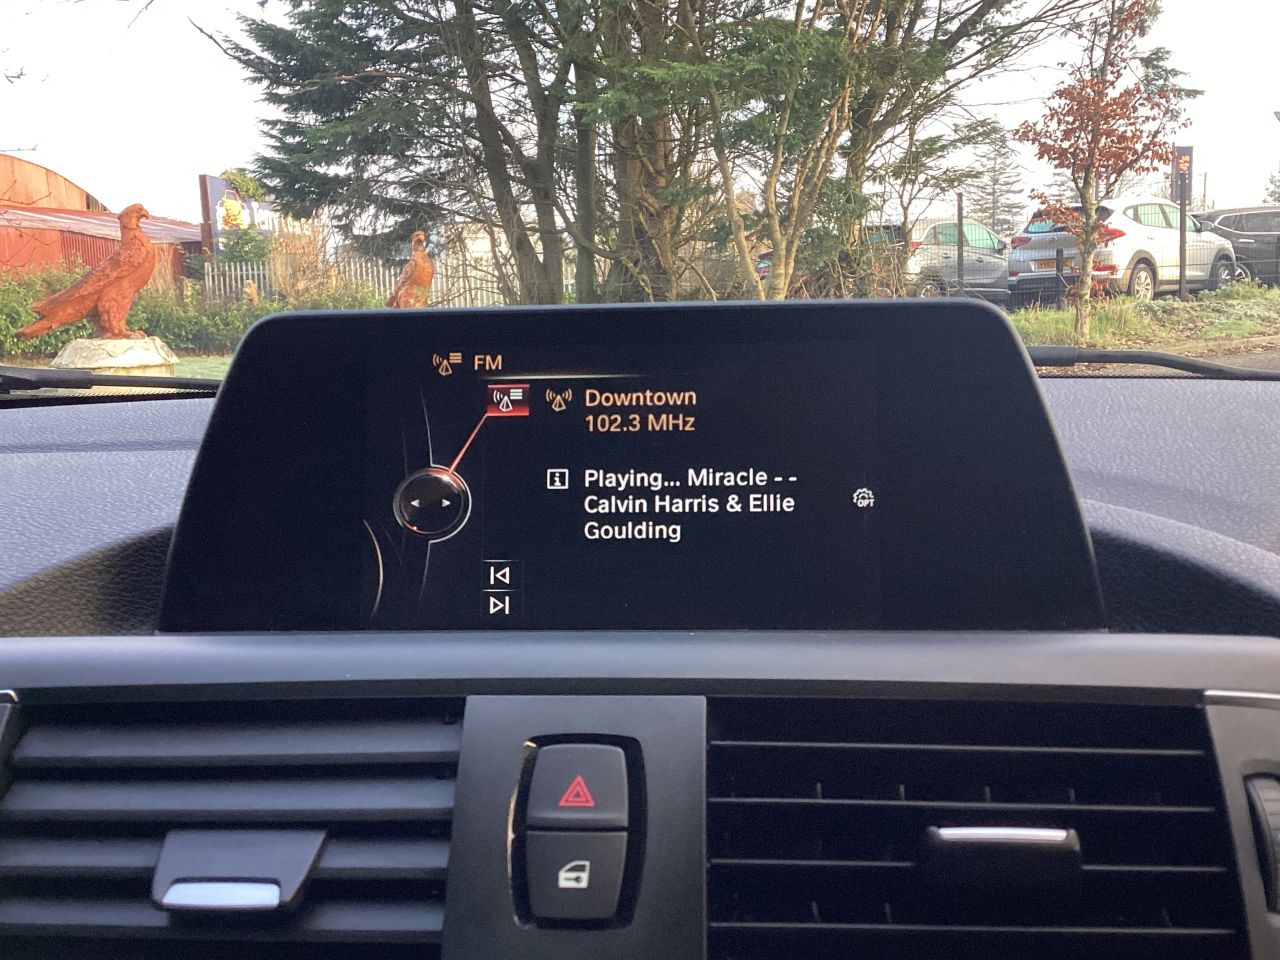 FM
Downtown
102.3 MHz
Playing... Miracle - -
Calvin Harris & Ellie
Goulding
OPT